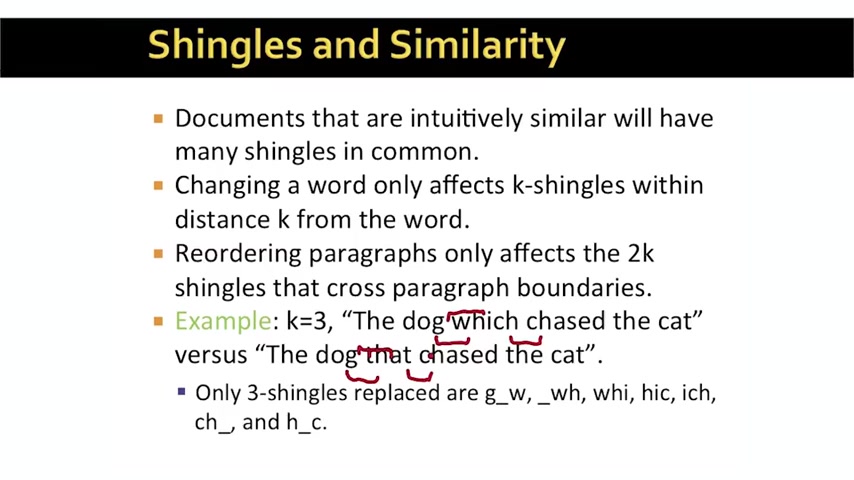 Shingles and Similarity
▪ Documents that are intuitively similar will have
many shingles in common.
▪ Changing a word only affects k-shingles within
distance k from the word.
▪ Reordering paragraphs only affects the 2k
shingles that cross paragraph boundaries.
▪ Example: k=3, “The dog which chased the cat”
versus “The dog that chased the cat”.
▪ Only 3-shingles replaced are g_w, _wh, whi, hic, ich,
ch_, and h_c.